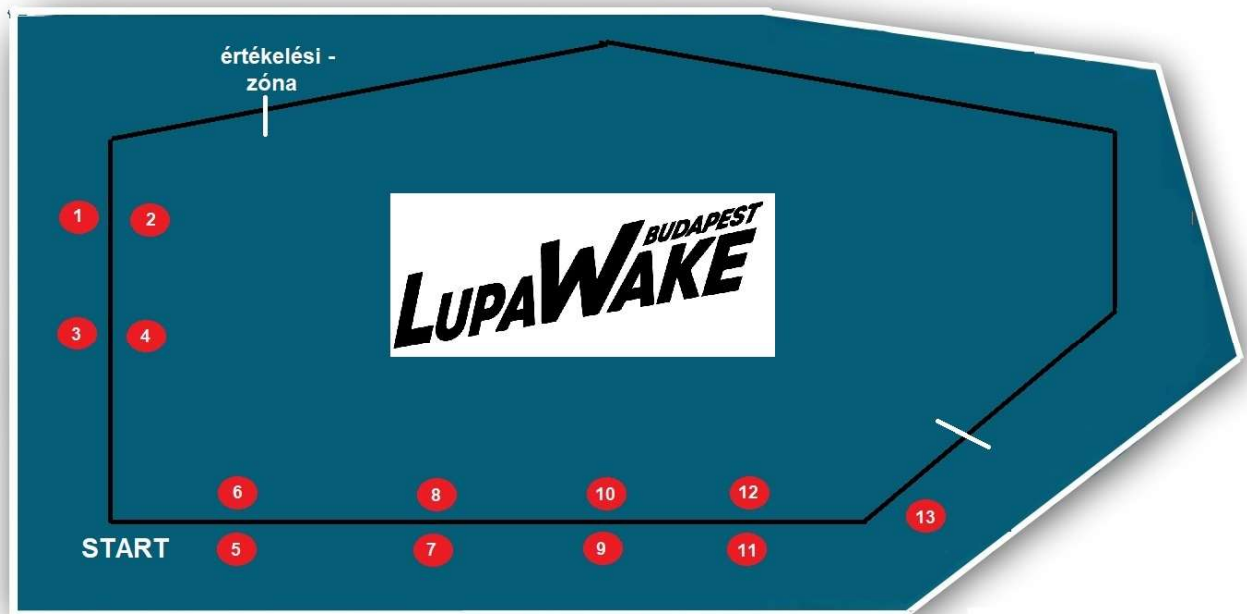 értékelési -
zóna
1
2
BUDAPEST
LUPAWAKE
3
4
6
8
10
12
13
START
5
7
9
11